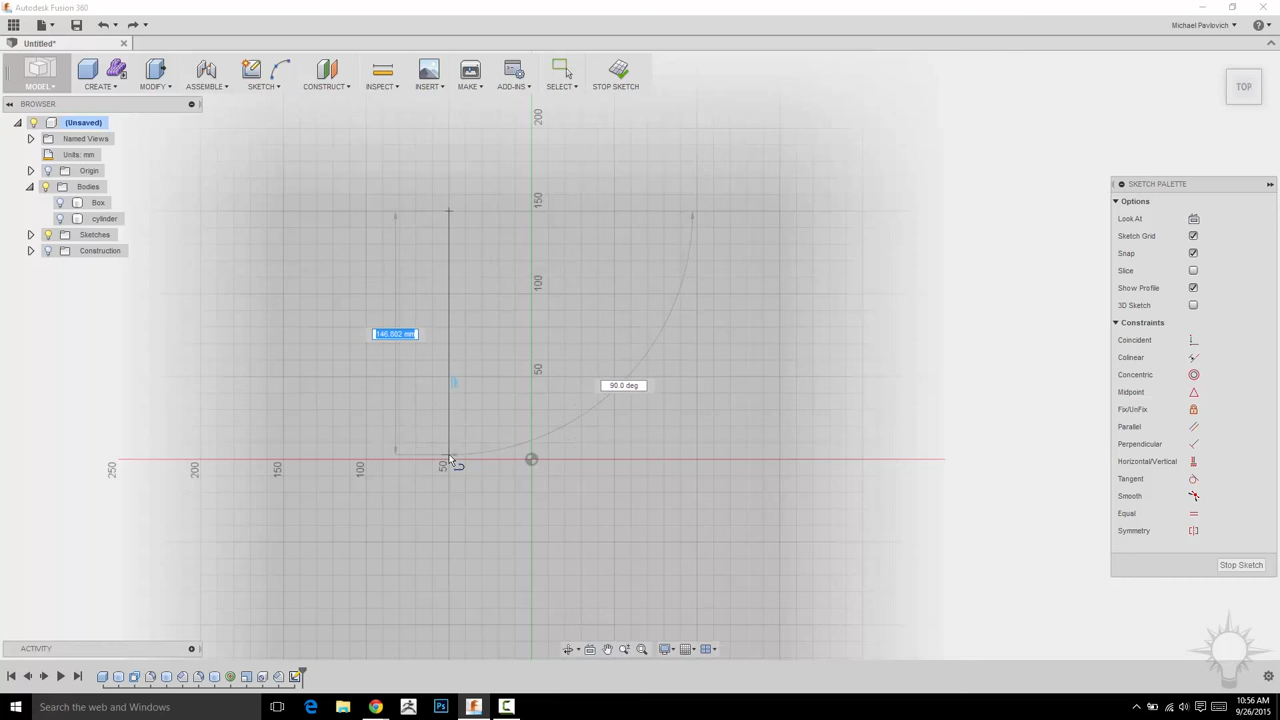 Autodesk Fusion 360
Michael Pavlovich
Untitled*
MODEL
CREATE
MODIFY
ASSEMBLE
SKETCH
CONSTRUCT
INSPECT
INSERT
MAKE
ADD-INS
SELECT
STOP SKETCH
BROWSER
(Unsaved)
Named Views
Units: mm
Origin
Bodies
Box
cylinder
Sketches
Construction
TOP
200
150
100
50
250
200
150
100
50
146.802 mm
90.0 deg
SKETCH PALETTE
Options
Look At
Sketch Grid
Snap
Slice
Show Profile
3D Sketch
Constraints
Coincident
Colinear
Concentric
Midpoint
Fix/UnFix
Parallel
Perpendicular
Horizontal/Vertical
Tangent
Smooth
Equal
Symmetry
Stop Sketch
ACTIVITY
Search the web and Windows
10:56 AM
9/26/2015